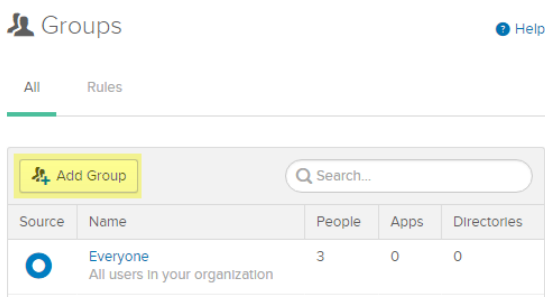 Groups
Help
All Rules
Add Group
Search...
Source Name People Apps Directories
Everyone 3 0 0
All users in your organization